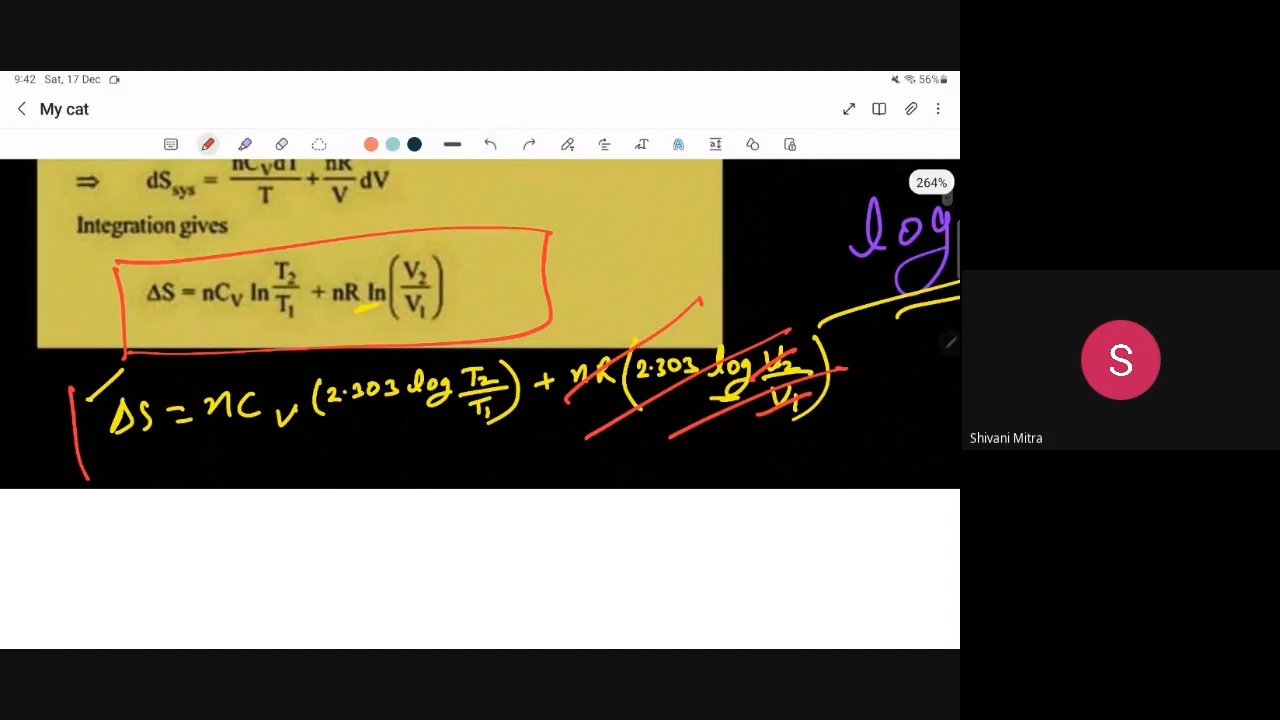 9:42 Sat, 17 Dec
56%
My cat
264%
⇒ dS_sys = nC_V dT / T + nR / V dV
Integration gives
log
ΔS = nC_V ln T₂/T₁ + nR ln(V₂/V₁)
ΔS = nC_V (2.303 log T₂/T₁) + nR (2.303 log V₂/V₁)
S
Shivani Mitra